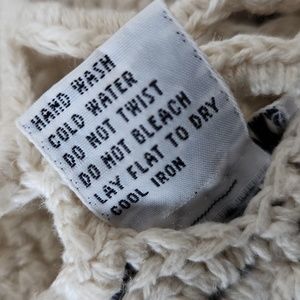 HAND WASH
COLD WATER
DO NOT TWIST
DO NOT BLEACH
LAY FLAT TO DRY
COOL IRON